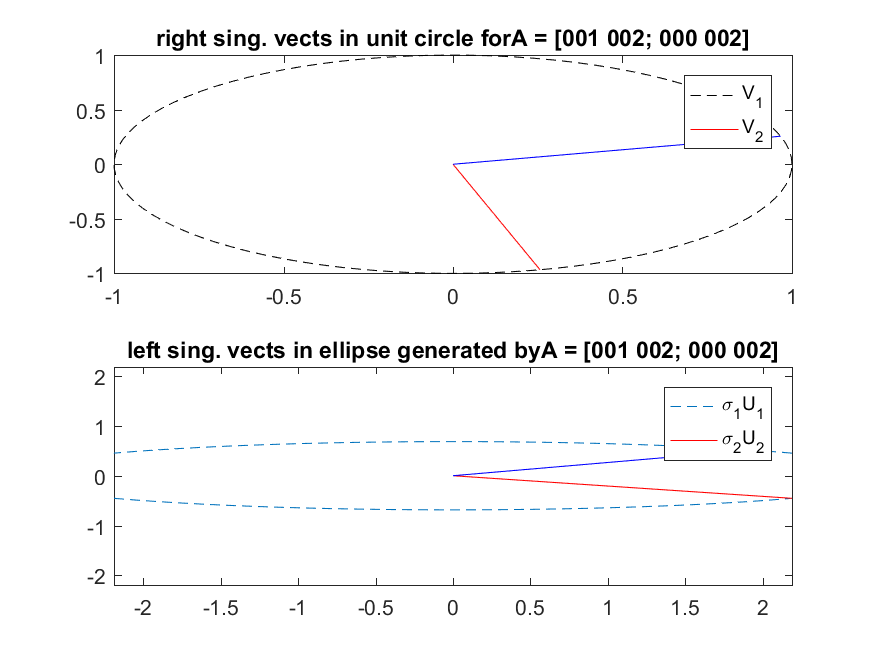 right sing. vects in unit circle forA = [001 002; 000 002]
1
0.5
0
-0.5
-1
V1
V2
-1 -0.5 0 0.5 1
left sing. vects in ellipse generated byA = [001 002; 000 002]
2
1
0
-1
-2
σ1U1
σ2U2
-2 -1.5 -1 -0.5 0 0.5 1 1.5 2